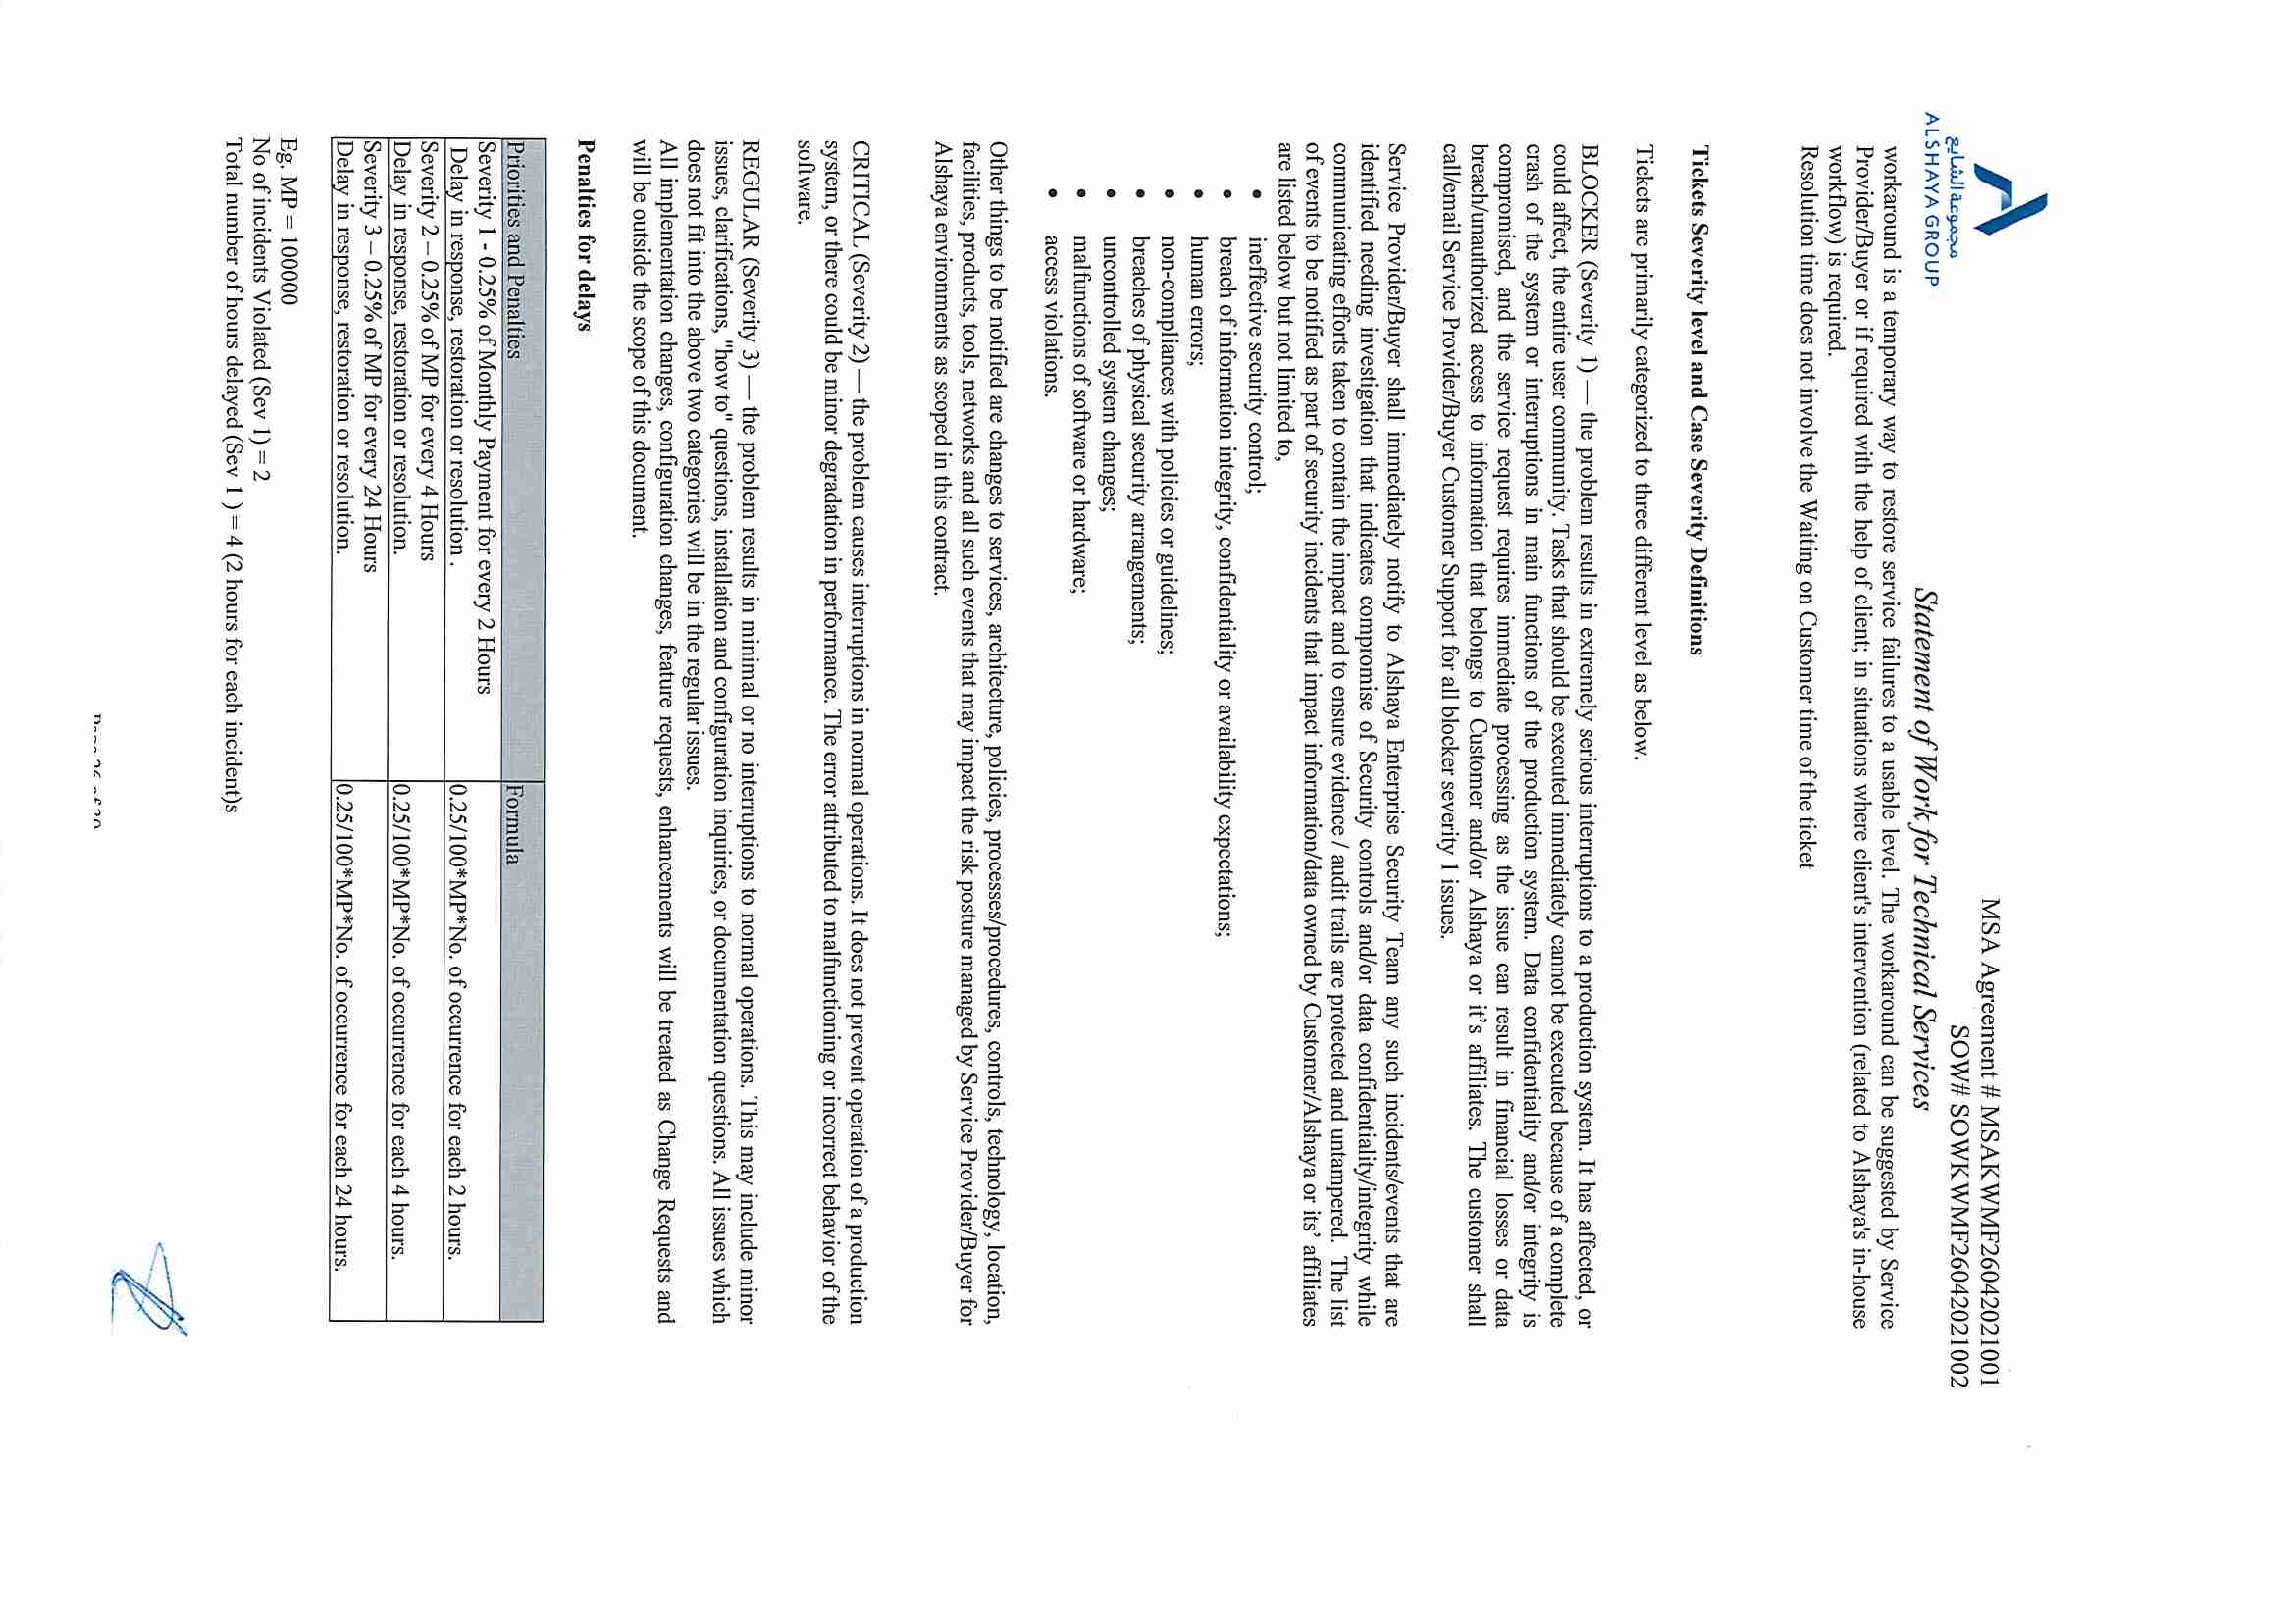 مجموعة الشايع
ALSHAYA GROUP
MSA Agreement # MSAKWMF26042021001
SOW# SOWKWMF26042021002
Statement of Work for Technical Services
workaround is a temporary way to restore service failures to a usable level. The workaround can be suggested by Service
Provider/Buyer or if required with the help of client; in situations where client's intervention (related to Alshaya's in-house
workflow) is required.
Resolution time does not involve the Waiting on Customer time of the ticket
Tickets Severity level and Case Severity Definitions
Tickets are primarily categorized to three different level as below.
BLOCKER (Severity 1) — the problem results in extremely serious interruptions to a production system. It has affected, or
could affect, the entire user community. Tasks that should be executed immediately cannot be executed because of a complete
crash of the system or interruptions in main functions of the production system. Data confidentiality and/or integrity is
compromised, and the service request requires immediate processing as the issue can result in financial losses or data
breach/unauthorized access to information that belongs to Customer and/or Alshaya or it's affiliates. The customer shall
call/email Service Provider/Buyer Customer Support for all blocker severity 1 issues.
Service Provider/Buyer shall immediately notify to Alshaya Enterprise Security Team any such incidents/events that are
identified needing investigation that indicates compromise of Security controls and/or data confidentiality/integrity while
communicating efforts taken to contain the impact and to ensure evidence / audit trails are protected and untampered. The list
of events to be notified as part of security incidents that impact information/data owned by Customer/Alshaya or its' affiliates
are listed below but not limited to,
• ineffective security control;
• breach of information integrity, confidentiality or availability expectations;
• human errors;
• non-compliances with policies or guidelines;
• breaches of physical security arrangements;
• uncontrolled system changes;
• malfunctions of software or hardware;
• access violations.
Other things to be notified are changes to services, architecture, policies, processes/procedures, controls, technology, location,
facilities, products, tools, networks and all such events that may impact the risk posture managed by Service Provider/Buyer for
Alshaya environments as scoped in this contract.
CRITICAL (Severity 2) — the problem causes interruptions in normal operations. It does not prevent operation of a production
system, or there could be minor degradation in performance. The error attributed to malfunctioning or incorrect behavior of the
software.
REGULAR (Severity 3) — the problem results in minimal or no interruptions to normal operations. This may include minor
issues, clarifications, "how to" questions, installation and configuration inquiries, or documentation questions. All issues which
does not fit into the above two categories will be in the regular issues.
All implementation changes, configuration changes, feature requests, enhancements will be treated as Change Requests and
will be outside the scope of this document.
Penalties for delays
Priorities and Penalties Formula
Severity 1 - 0.25% of Monthly Payment for every 2 Hours
Delay in response, restoration or resolution . 0.25/100*MP*No. of occurrence for each 2 hours.
Severity 2 – 0.25% of MP for every 4 Hours
Delay in response, restoration or resolution. 0.25/100*MP*No. of occurrence for each 4 hours.
Severity 3 – 0.25% of MP for every 24 Hours
Delay in response, restoration or resolution. 0.25/100*MP*No. of occurrence for each 24 hours.
Eg. MP = 100000
No of incidents Violated (Sev 1) = 2
Total number of hours delayed (Sev 1 ) = 4 (2 hours for each incident)s